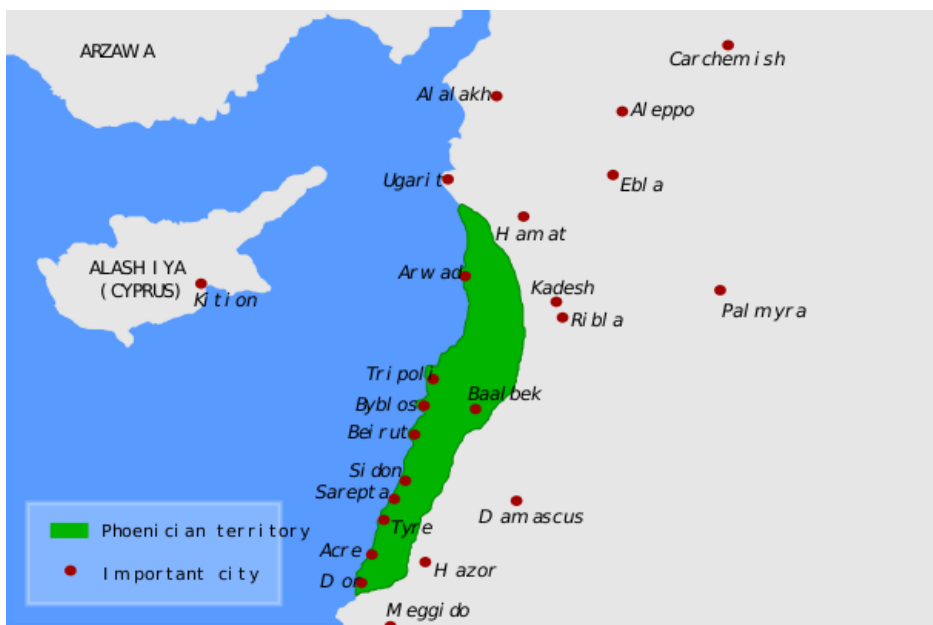 ARZAWA
Carchemish
Alalakh
Aleppo
Ugarit
Ebla
Hamat
ALASHIYA
(CYPRUS)
Kition
Arwad
Kadesh
Ribla
Palmyra
Tripoli
Baalbek
Byblos
Beirut
Sidon
Sarepta
Damascus
Tyre
Phoenician territory
Acre
Hazor
Important city
Dor
Meggido